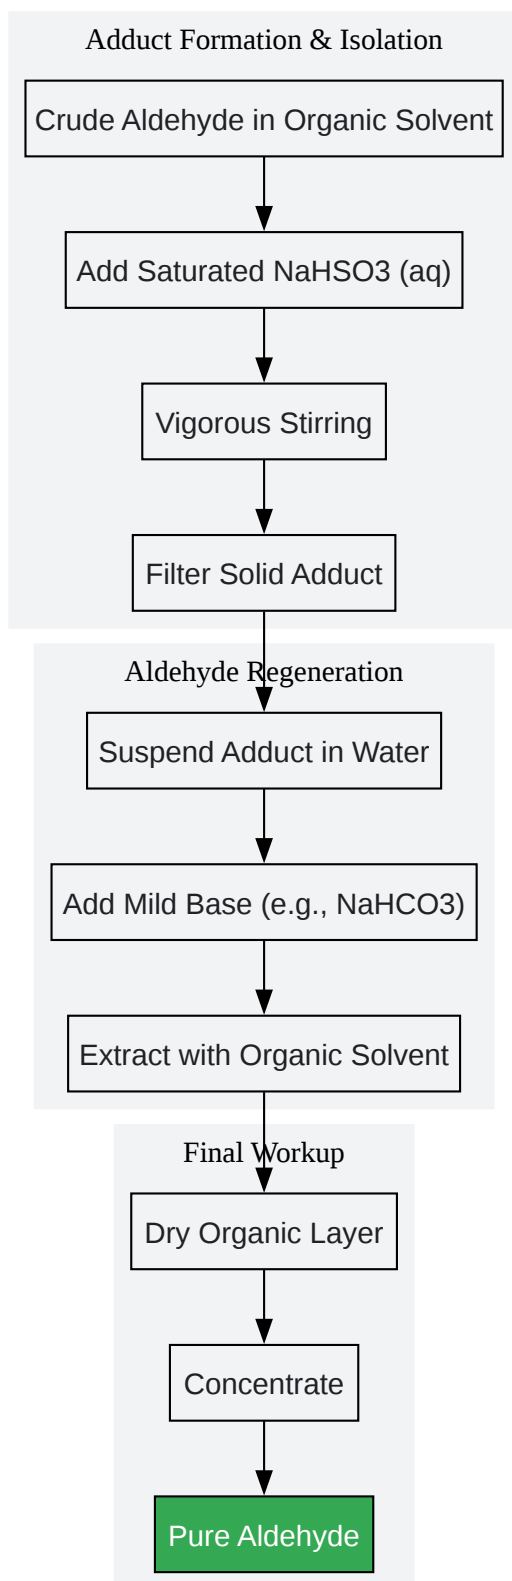 Adduct Formation & Isolation
Crude Aldehyde in Organic Solvent
Add Saturated NaHSO3 (aq)
Vigorous Stirring
Filter Solid Adduct
Aldehyde Regeneration
Suspend Adduct in Water
Add Mild Base (e.g., NaHCO3)
Extract with Organic Solvent
Final Workup
Dry Organic Layer
Concentrate
Pure Aldehyde